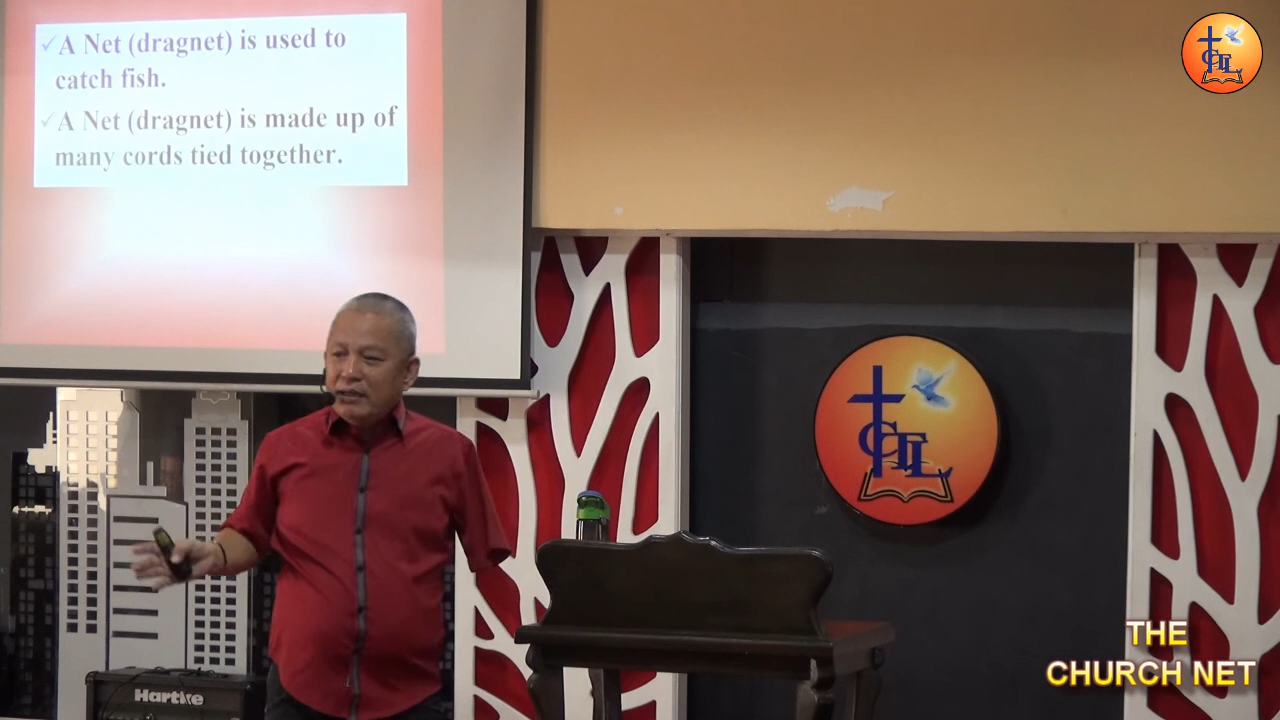 ✓A Net (dragnet) is used to
catch fish.
✓A Net (dragnet) is made up of
many cords tied together.
Hartke
THE
CHURCH NET